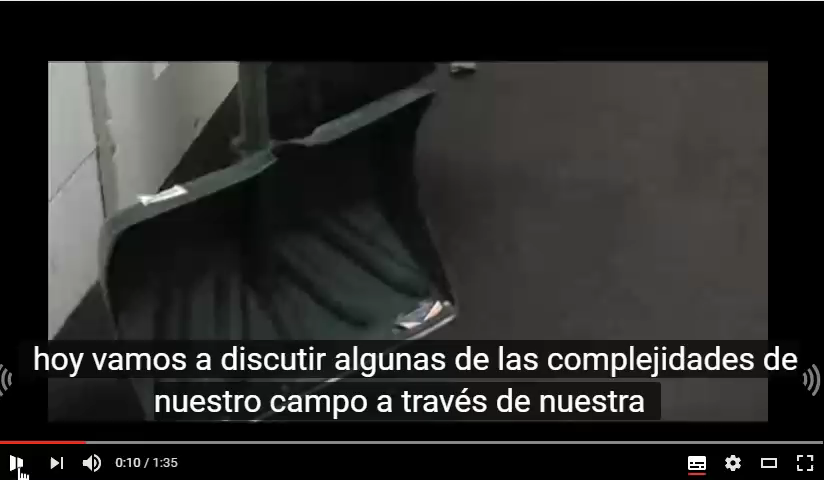 hoy vamos a discutir algunas de las complejidades de
nuestro campo a través de nuestra
0:10 / 1:35